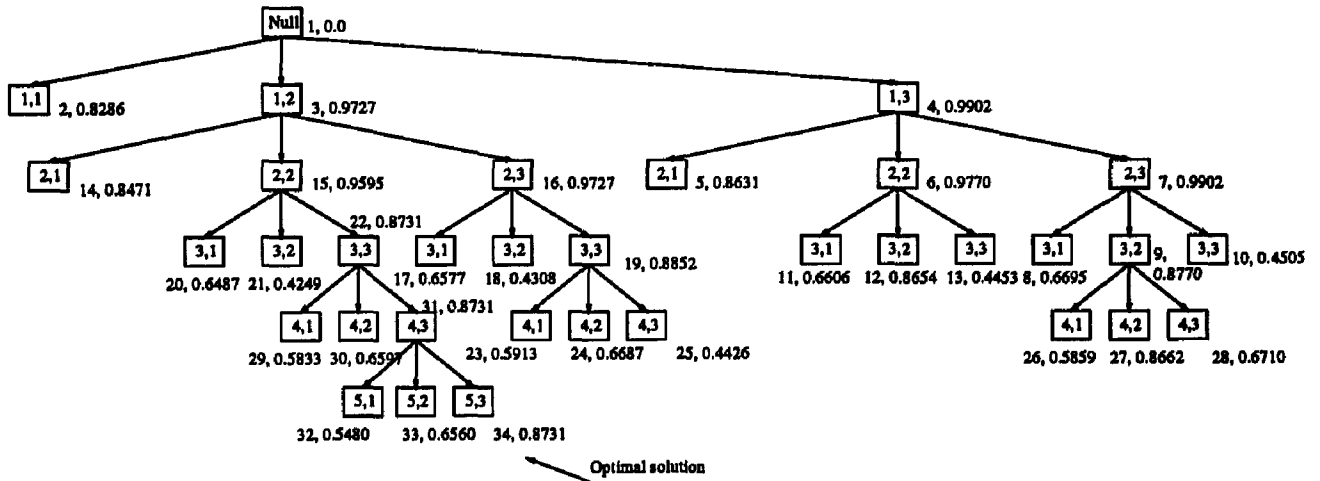 Null 1, 0.0
1,1 2, 0.8286
1,2 3, 0.9727
1,3 4, 0.9902
2,1 14, 0.8471
2,2 15, 0.9595
2,3 16, 0.9727
2,1 5, 0.8631
2,2 6, 0.9770
2,3 7, 0.9902
22, 0.8731
3,1 3,2 3,3 3,1 3,2 3,3 3,1 3,2 3,3 3,1 3,2 3,3
20, 0.6487 21, 0.4249 17, 0.6577 18, 0.4308 19, 0.8852 11, 0.6606 12, 0.8654 13, 0.4453 8, 0.6695 9, 0.8770 10, 0.4505
31, 0.8731
4,1 4,2 4,3 4,1 4,2 4,3 4,1 4,2 4,3
29, 0.5833 30, 0.6597 23, 0.5913 24, 0.6687 25, 0.4426 26, 0.5859 27, 0.8662 28, 0.6710
5,1 5,2 5,3
32, 0.5480 33, 0.6560 34, 0.8731
Optimal solution